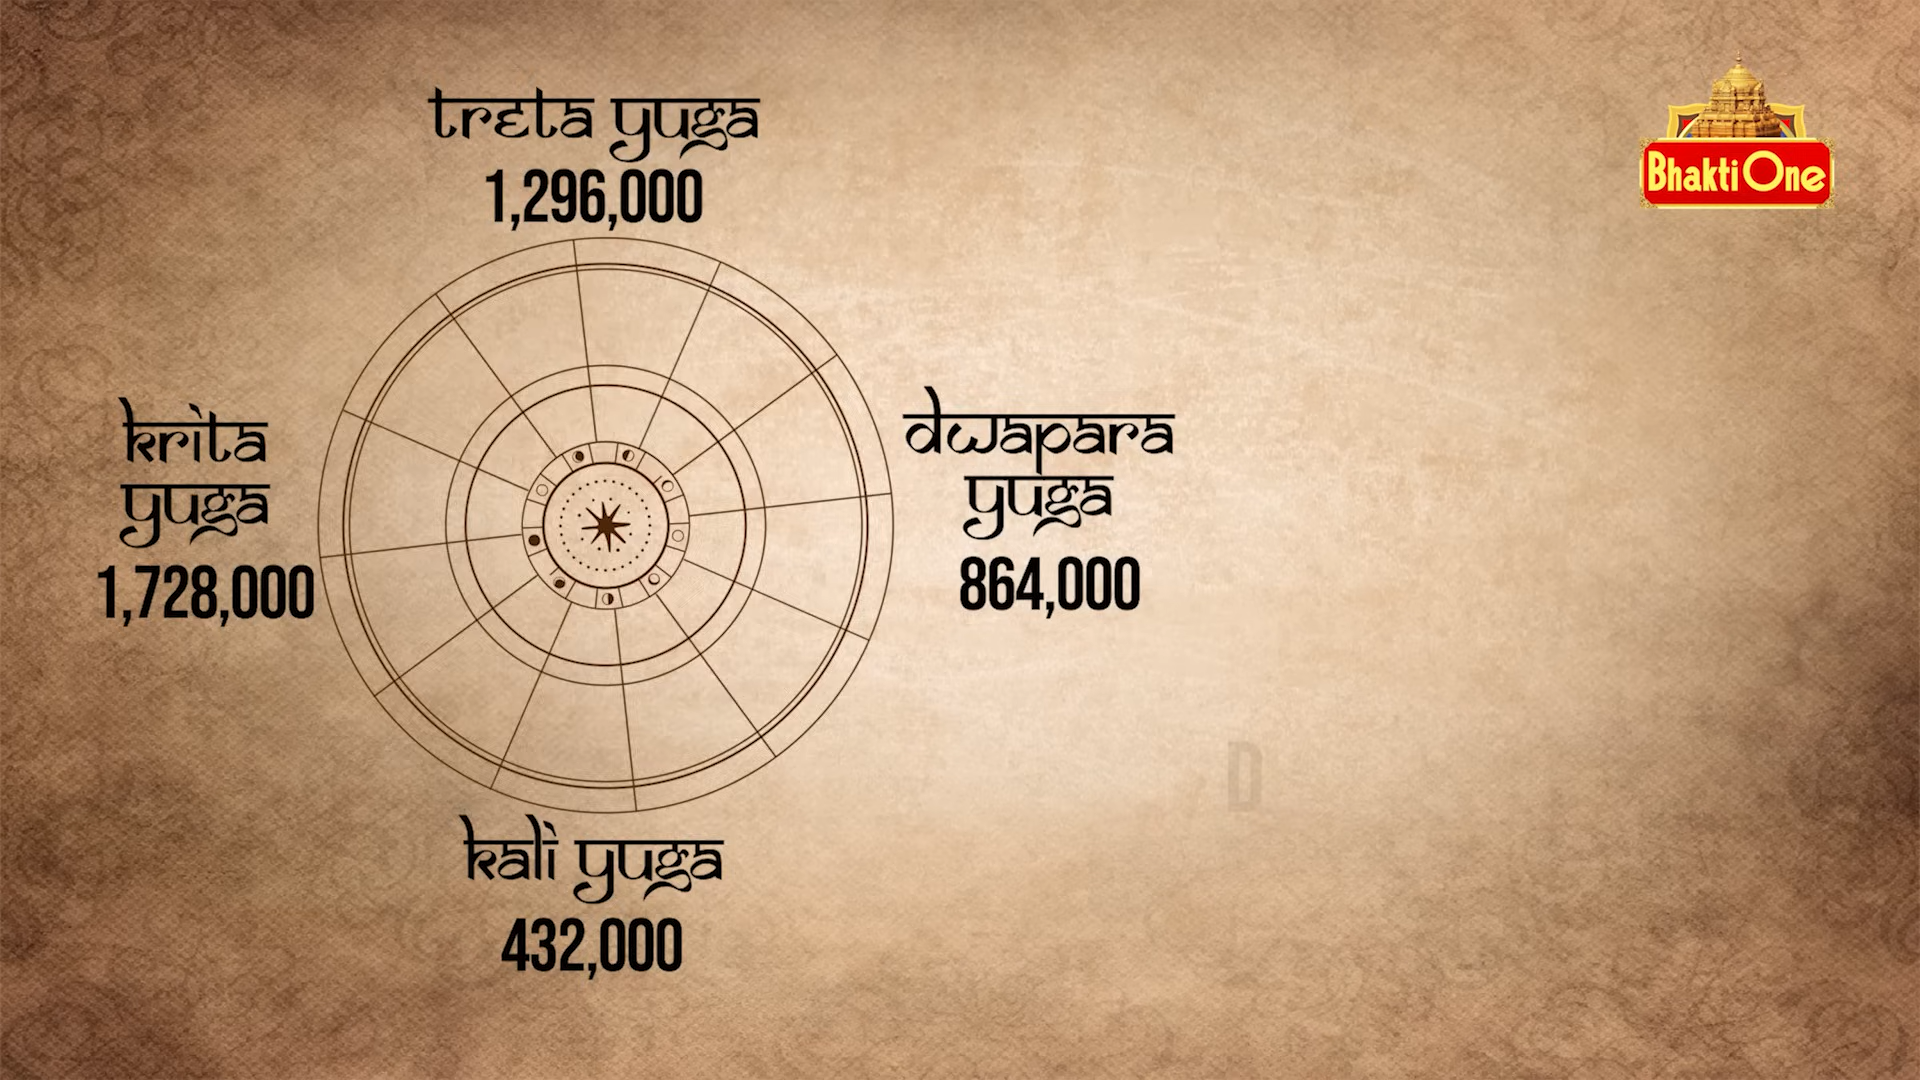 treta yuga
1,296,000
krita
yuga
1,728,000
dwapara
yuga
864,000
kali yuga
432,000
D
Bhakti One